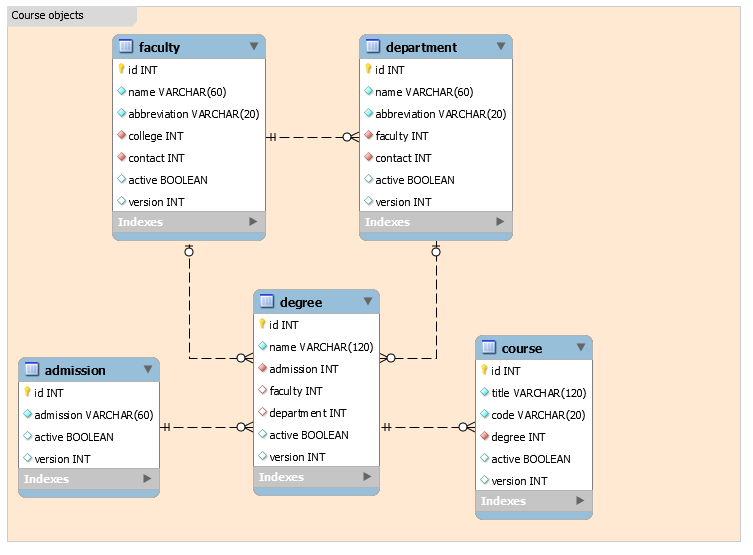 Course objects
faculty
id INT
name VARCHAR(60)
abbreviation VARCHAR(20)
college INT
contact INT
active BOOLEAN
version INT
Indexes
department
id INT
name VARCHAR(60)
abbreviation VARCHAR(20)
faculty INT
contact INT
active BOOLEAN
version INT
Indexes
admission
id INT
admission VARCHAR(60)
active BOOLEAN
version INT
Indexes
degree
id INT
name VARCHAR(120)
admission INT
faculty INT
department INT
active BOOLEAN
version INT
Indexes
course
id INT
title VARCHAR(120)
code VARCHAR(20)
degree INT
active BOOLEAN
version INT
Indexes